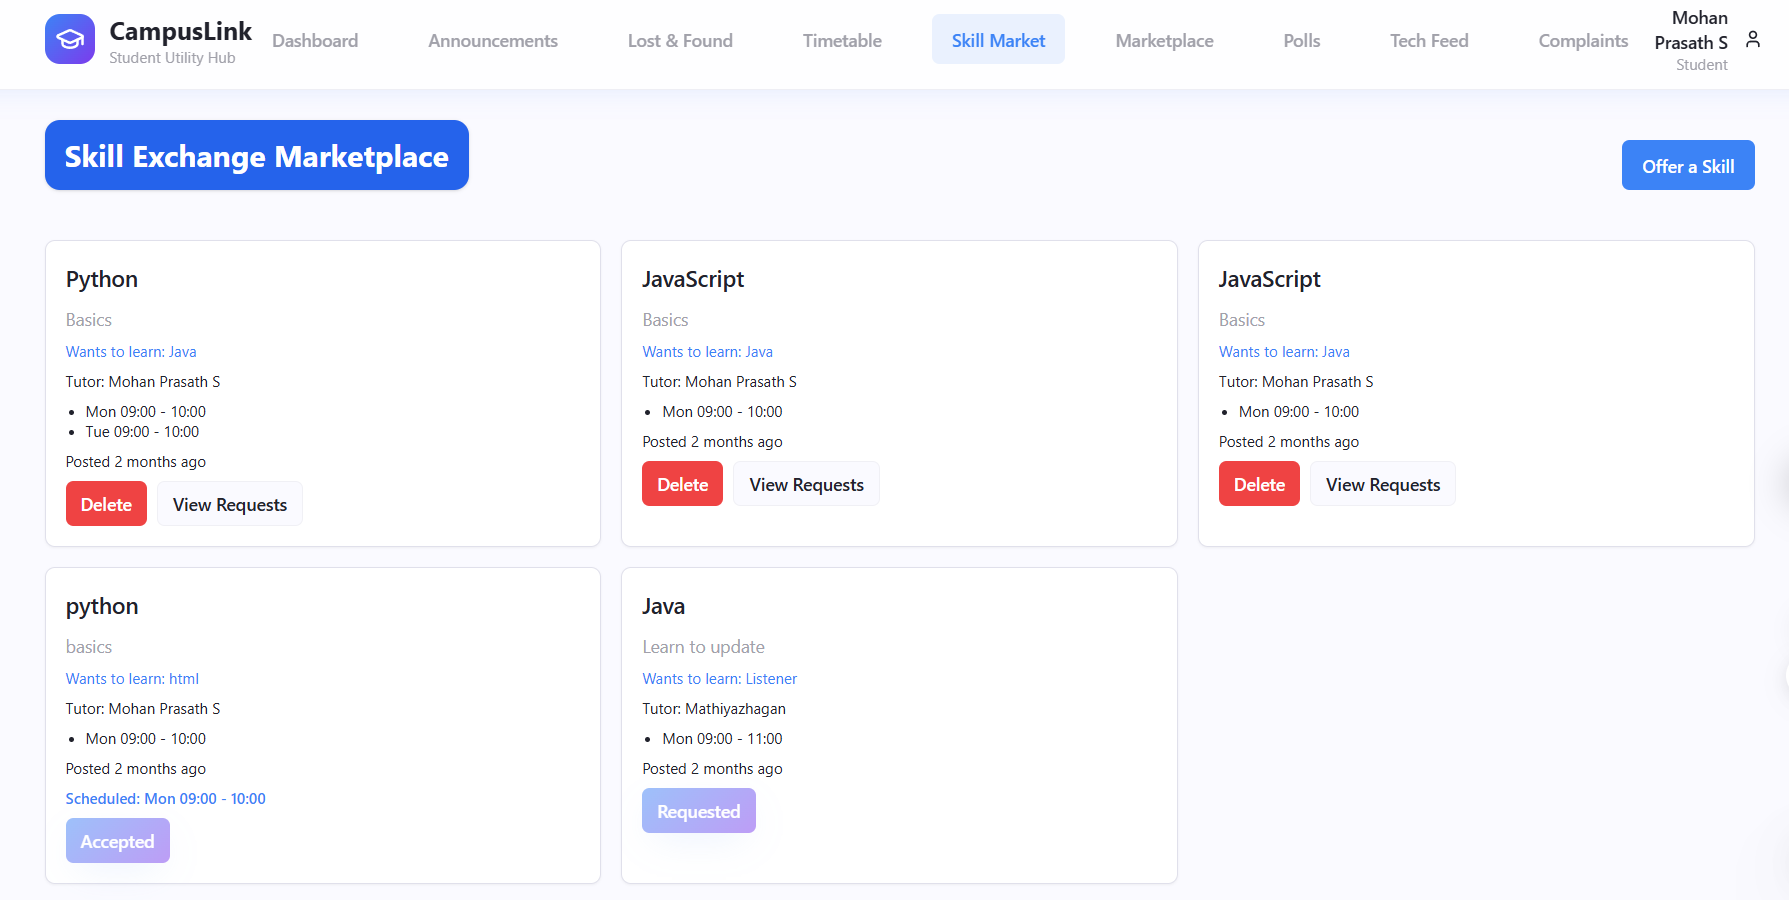 CampusLink
Student Utility Hub
Dashboard
Announcements
Lost & Found
Timetable
Skill Market
Marketplace
Polls
Tech Feed
Complaints
Mohan
Prasath S
Student
Skill Exchange Marketplace
Offer a Skill
Python
Basics
Wants to learn: Java
Tutor: Mohan Prasath S
• Mon 09:00 - 10:00
• Tue 09:00 - 10:00
Posted 2 months ago
Delete
View Requests
JavaScript
Basics
Wants to learn: Java
Tutor: Mohan Prasath S
• Mon 09:00 - 10:00
Posted 2 months ago
Delete
View Requests
JavaScript
Basics
Wants to learn: Java
Tutor: Mohan Prasath S
• Mon 09:00 - 10:00
Posted 2 months ago
Delete
View Requests
python
basics
Wants to learn: html
Tutor: Mohan Prasath S
• Mon 09:00 - 10:00
Posted 2 months ago
Scheduled: Mon 09:00 - 10:00
Accepted
Java
Learn to update
Wants to learn: Listener
Tutor: Mathiyazhagan
• Mon 09:00 - 11:00
Posted 2 months ago
Requested